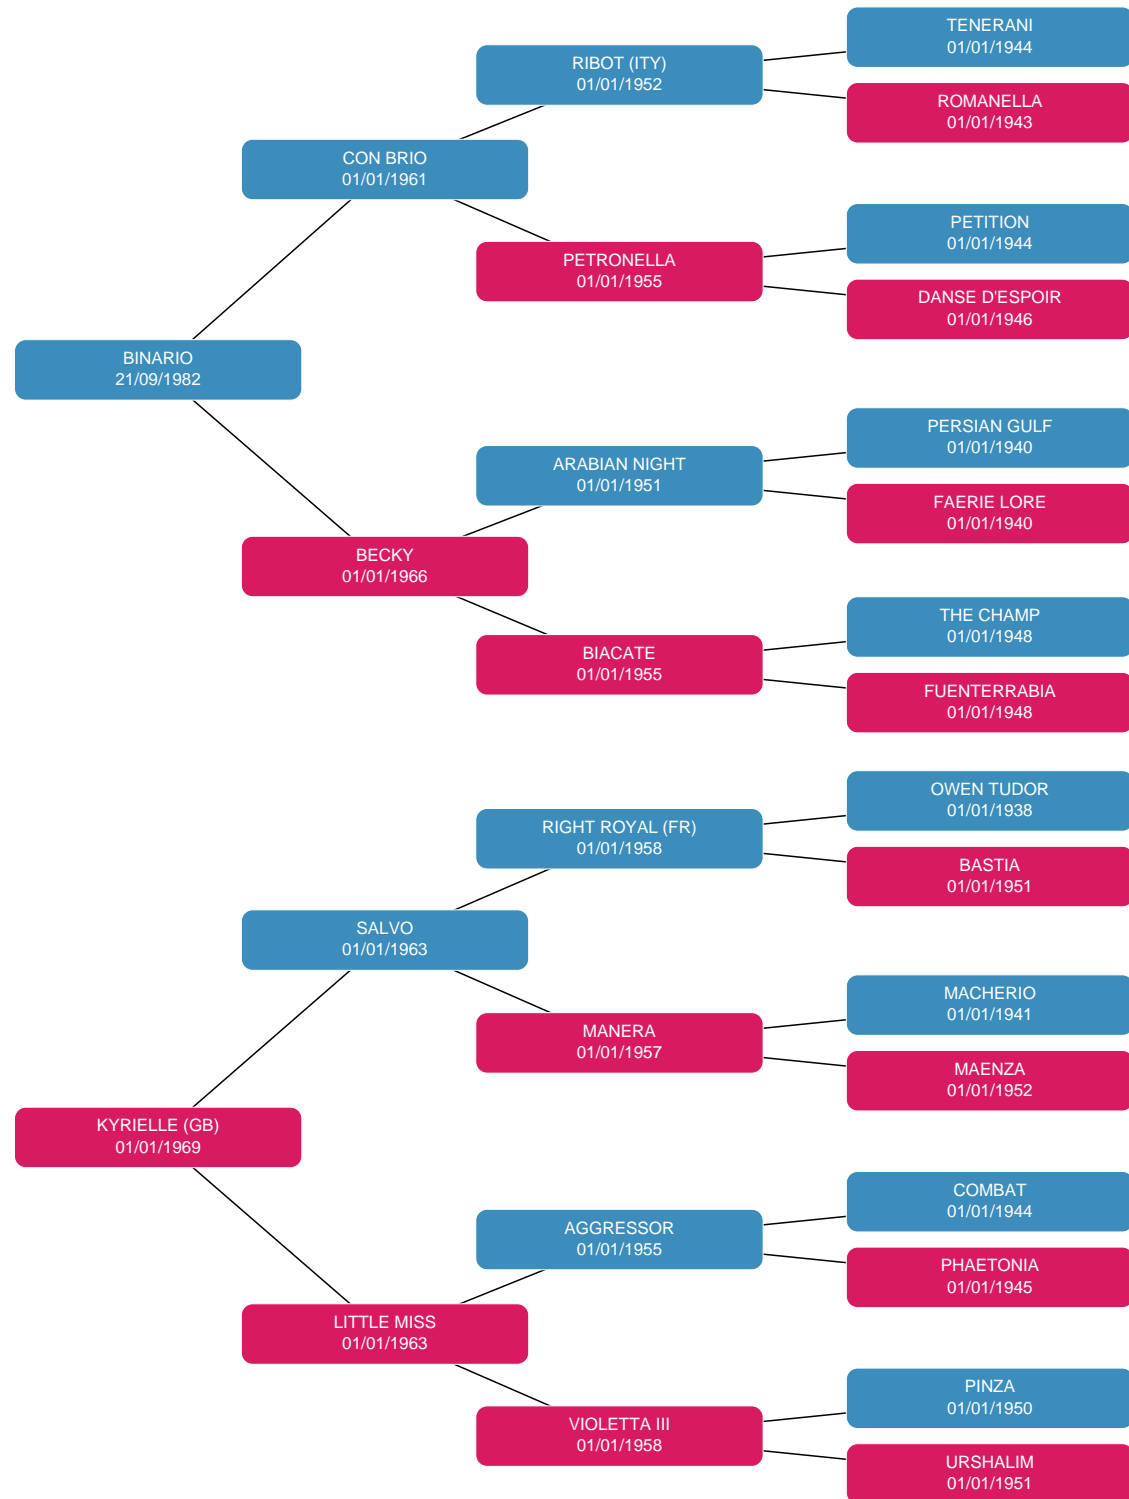 TENERANI
01/01/1944
RIBOT (ITY)
01/01/1952
ROMANELLA
01/01/1943
CON BRIO
01/01/1961
PETITION
01/01/1944
PETRONELLA
01/01/1955
DANSE D'ESPOIR
01/01/1946
BINARIO
21/09/1982
PERSIAN GULF
01/01/1940
ARABIAN NIGHT
01/01/1951
FAERIE LORE
01/01/1940
BECKY
01/01/1966
THE CHAMP
01/01/1948
BIACATE
01/01/1955
FUENTERRABIA
01/01/1948
OWEN TUDOR
01/01/1938
RIGHT ROYAL (FR)
01/01/1958
BASTIA
01/01/1951
SALVO
01/01/1963
MACHERIO
01/01/1941
MANERA
01/01/1957
MAENZA
01/01/1952
KYRIELLE (GB)
01/01/1969
COMBAT
01/01/1944
AGGRESSOR
01/01/1955
PHAETONIA
01/01/1945
LITTLE MISS
01/01/1963
PINZA
01/01/1950
VIOLETTA III
01/01/1958
URSHALIM
01/01/1951